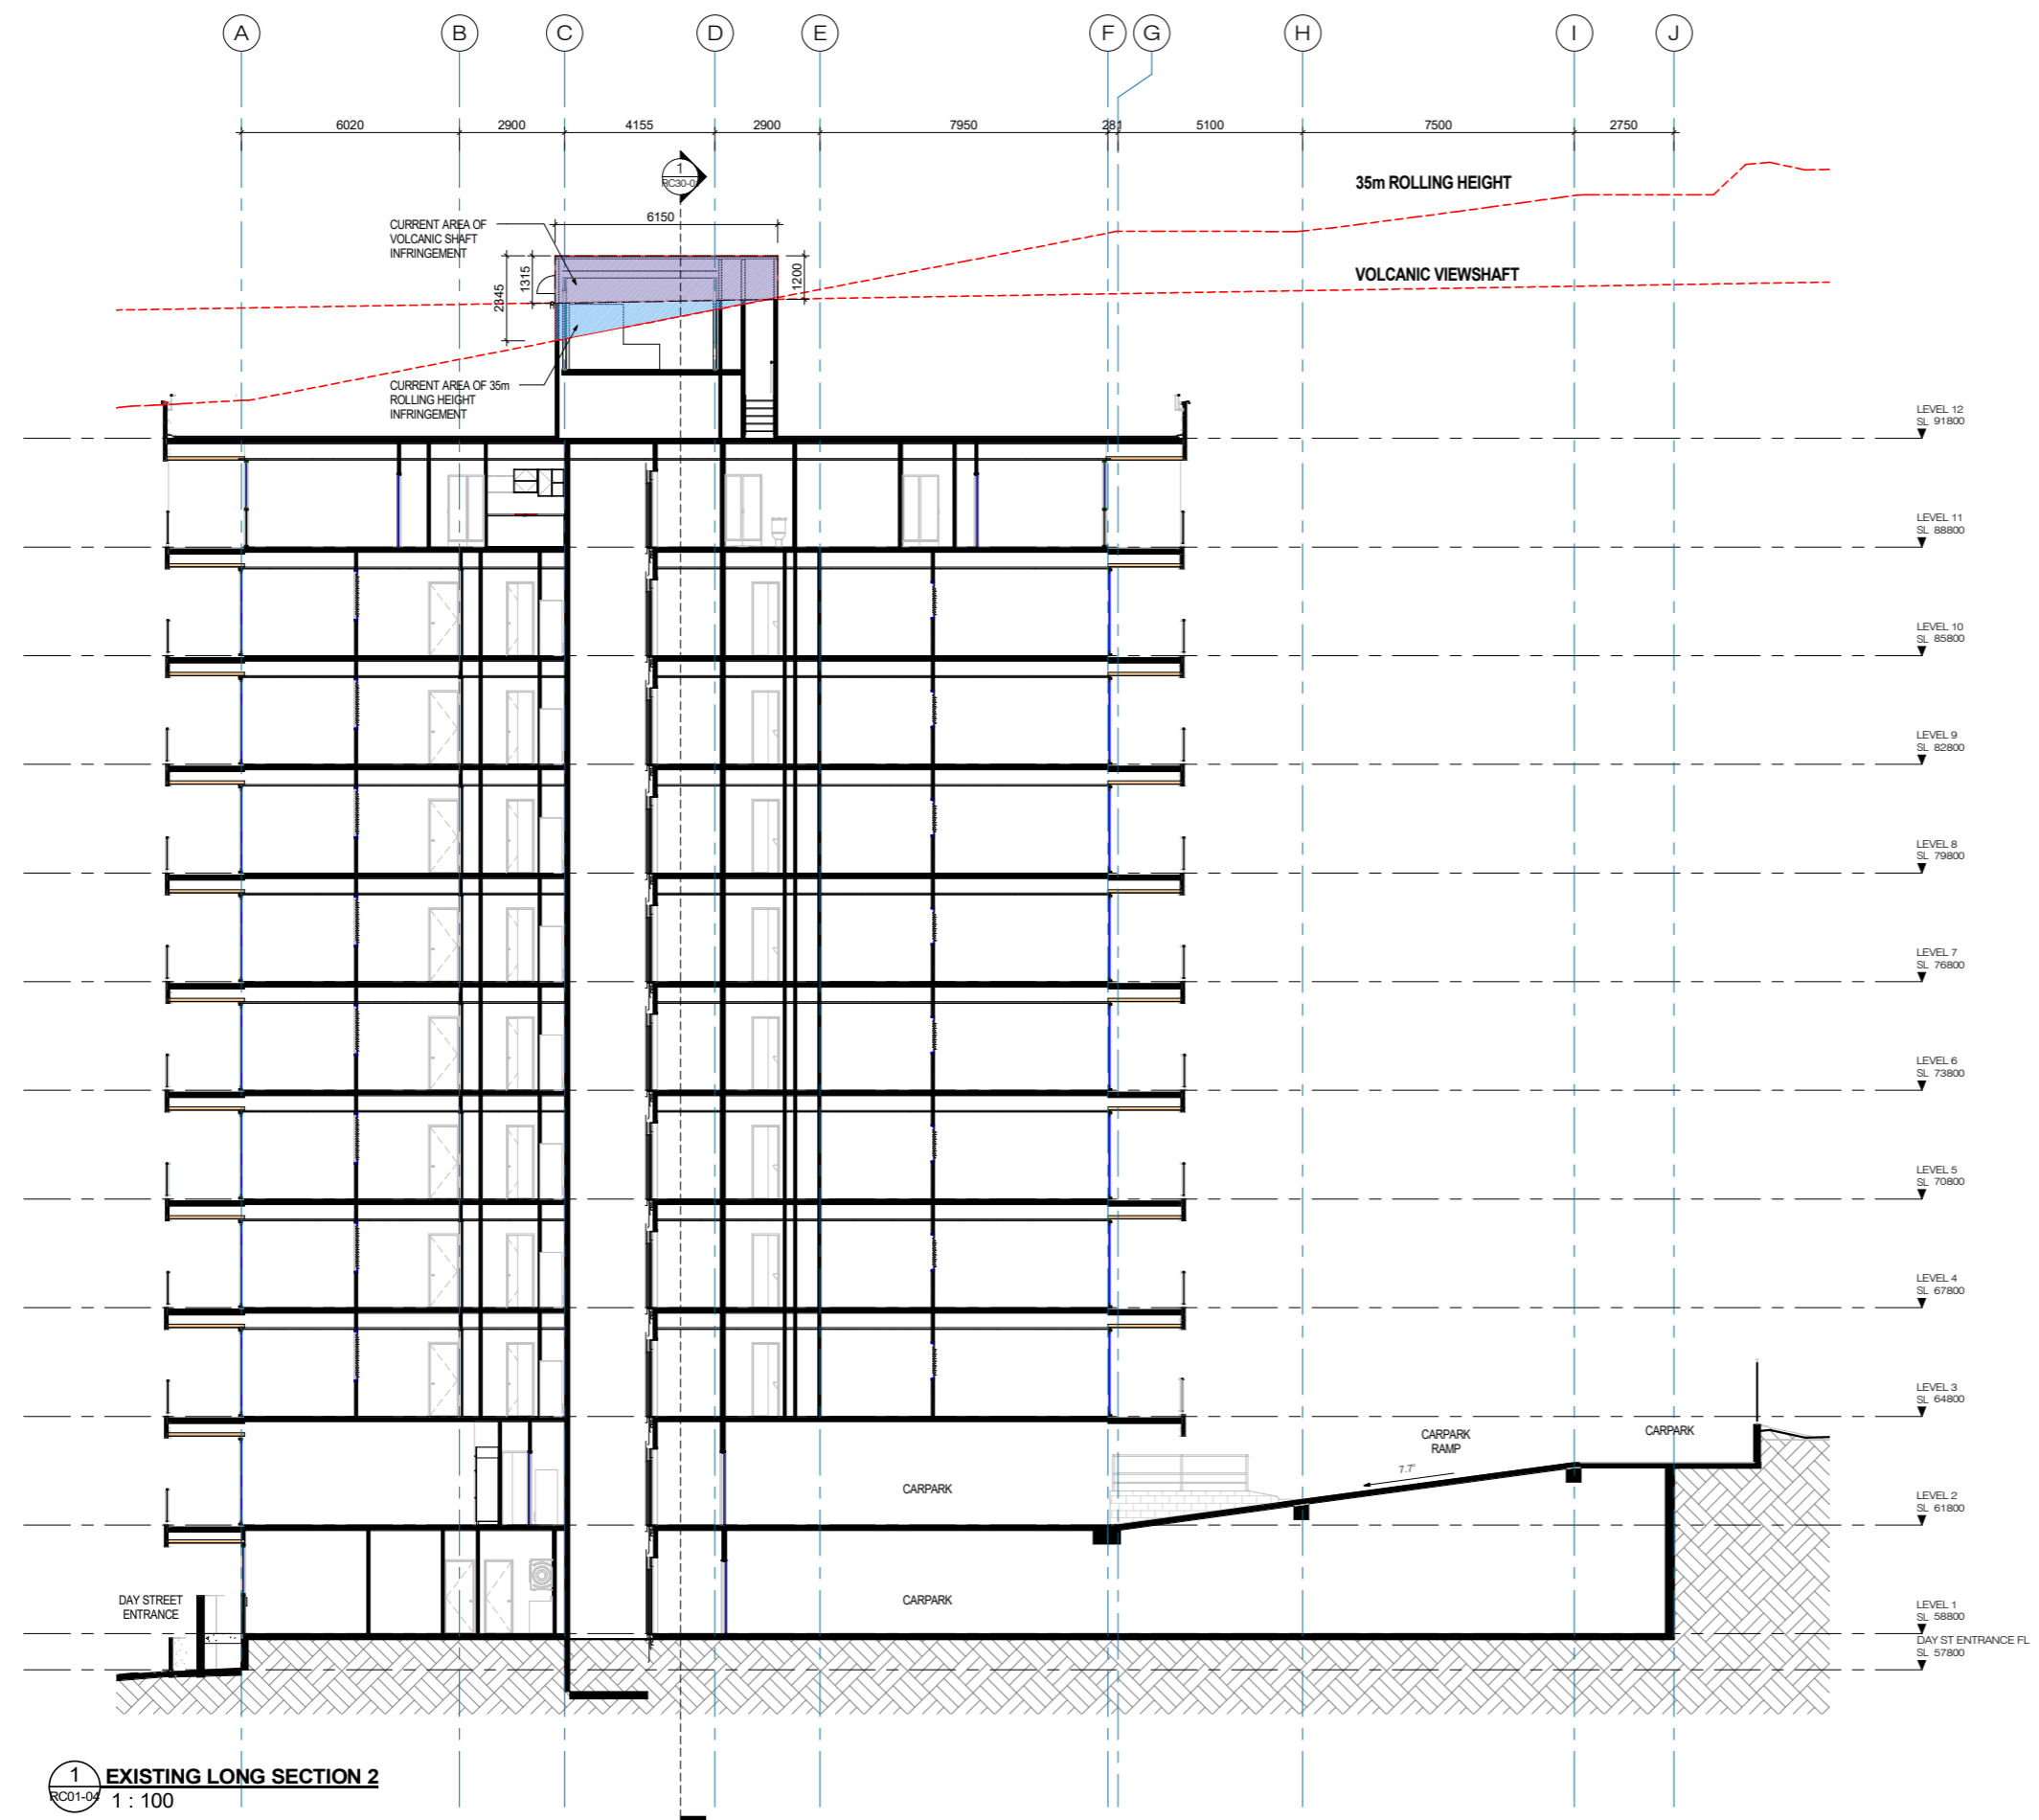 A B C D E F G H I J
6020 2900 4155 2900 7950 281 5100 7500 2750
1
35m ROLLING HEIGHT
6150
CURRENT AREA OF
VOLCANIC SHAFT
INFRINGEMENT
2345
1315
1200
VOLCANIC VIEWSHAFT
CURRENT AREA OF 35m
ROLLING HEIGHT
INFRINGEMENT
LEVEL 12
SL 91800
LEVEL 11
SL 88800
LEVEL 10
SL 85800
LEVEL 9
SL 82800
LEVEL 8
SL 79800
LEVEL 7
SL 76800
LEVEL 6
SL 73800
LEVEL 5
SL 70800
LEVEL 4
SL 67800
LEVEL 3
SL 64800
CARPARK
RAMP
CARPARK
7.7°
CARPARK
LEVEL 2
SL 61800
DAY STREET
ENTRANCE
CARPARK
LEVEL 1
SL 58800
DAY ST ENTRANCE FL
SL 57800
1
RC01-04
EXISTING LONG SECTION 2
1 : 100